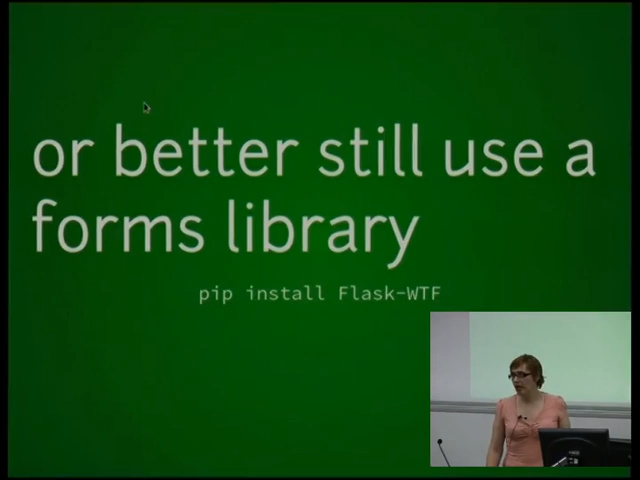 or better still use a
forms library
pip install Flask-WTF